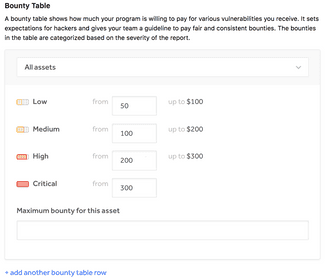 Bounty Table
A bounty table shows how much your program is willing to pay for various vulnerabilities you receive. It sets
expectations for hackers and gives your team a guideline to pay fair and consistent bounties. The bounties
in the table are categorized based on the severity of the report.
All assets
Low from 50 up to $100
Medium from 100 up to $200
High from 200 up to $300
Critical from 300
Maximum bounty for this asset
+ add another bounty table row